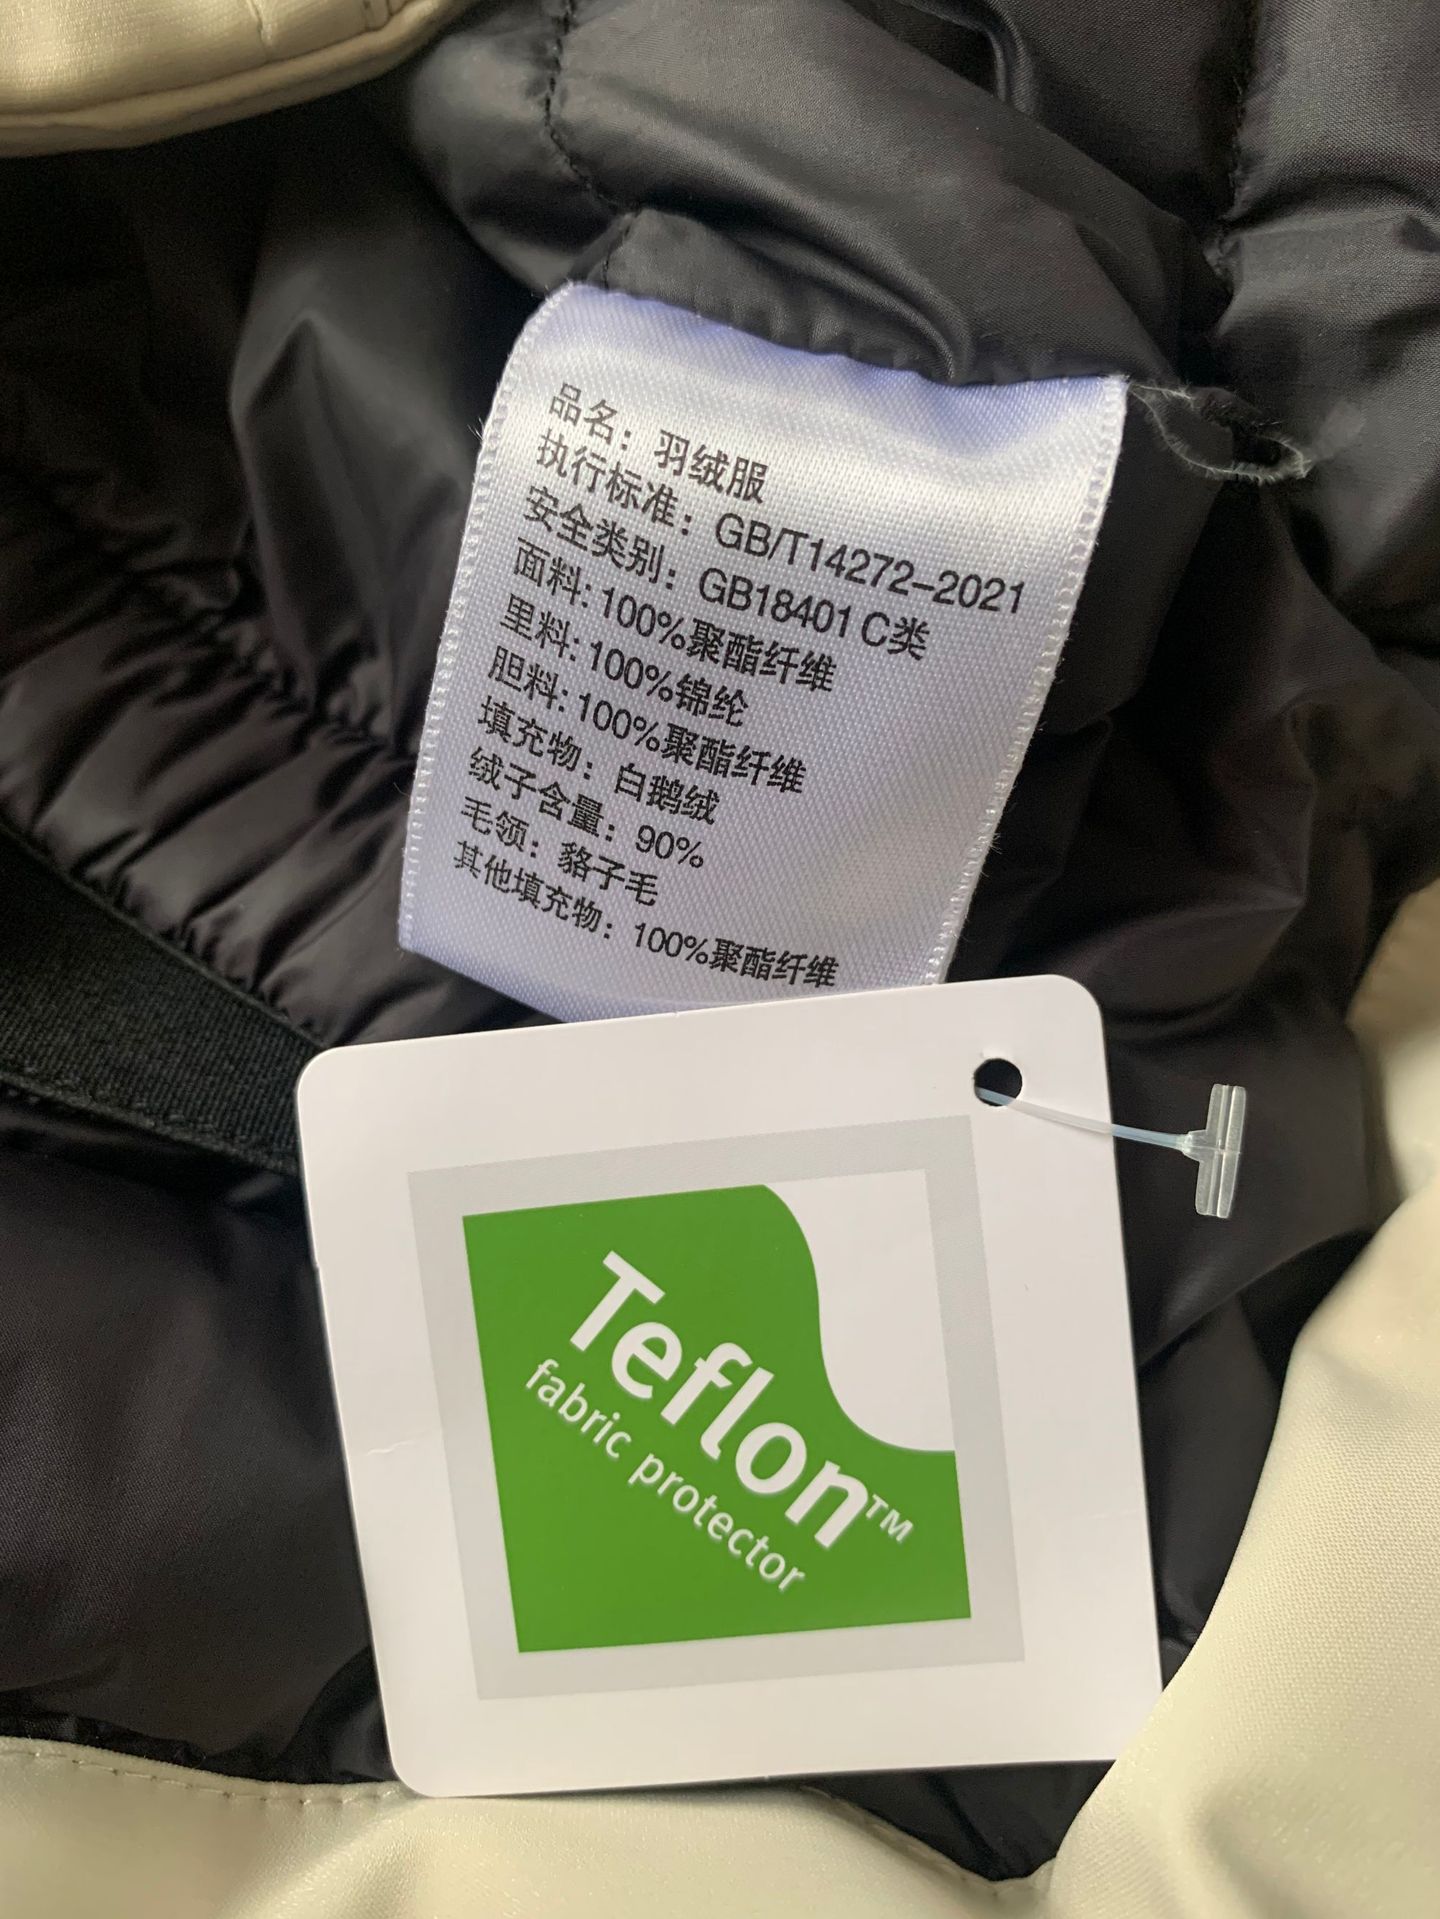 品名：羽绒服
执行标准：GB/T14272-2021
安全类别：GB18401 C类
面料：100%聚酯纤维
里料：100%锦纶
胆料：100%聚酯纤维
填充物：白鹅绒
绒子含量：90%
毛领：貉子毛
其他填充物：100%聚酯纤维
Teflon™
fabric protector